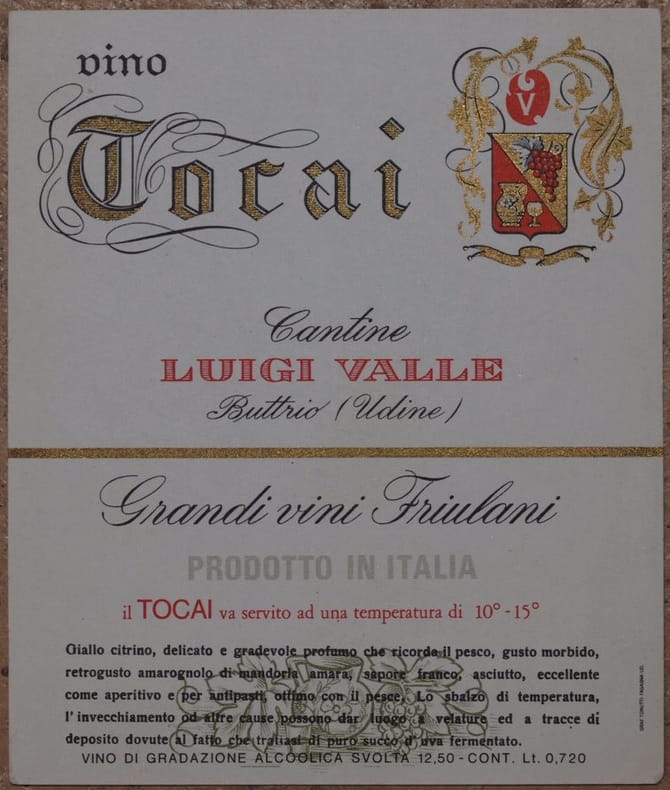 vino
Tocai
V
19
Cantine
LUIGI VALLE
Buttrio (Udine)
Grandi vini Friulani
PRODOTTO IN ITALIA
il TOCAI va servito ad una temperatura di 10° - 15°
Giallo citrino, delicato e gradevole profumo che ricorda il pesco, gusto morbido,
retrogusto amarognolo di mandorla amara, sapore franco, asciutto, eccellente
come aperitivo e per antipasti, ottimo con il pesce. Lo sbalzo di temperatura,
l'invecchiamento od altre cause possono dar luogo a velature ed a tracce di
deposito dovute al fatto che trattasi di puro succo d'uva fermentato.
VINO DI GRADAZIONE ALCOOLICA SVOLTA 12,50 - CONT. Lt. 0,720